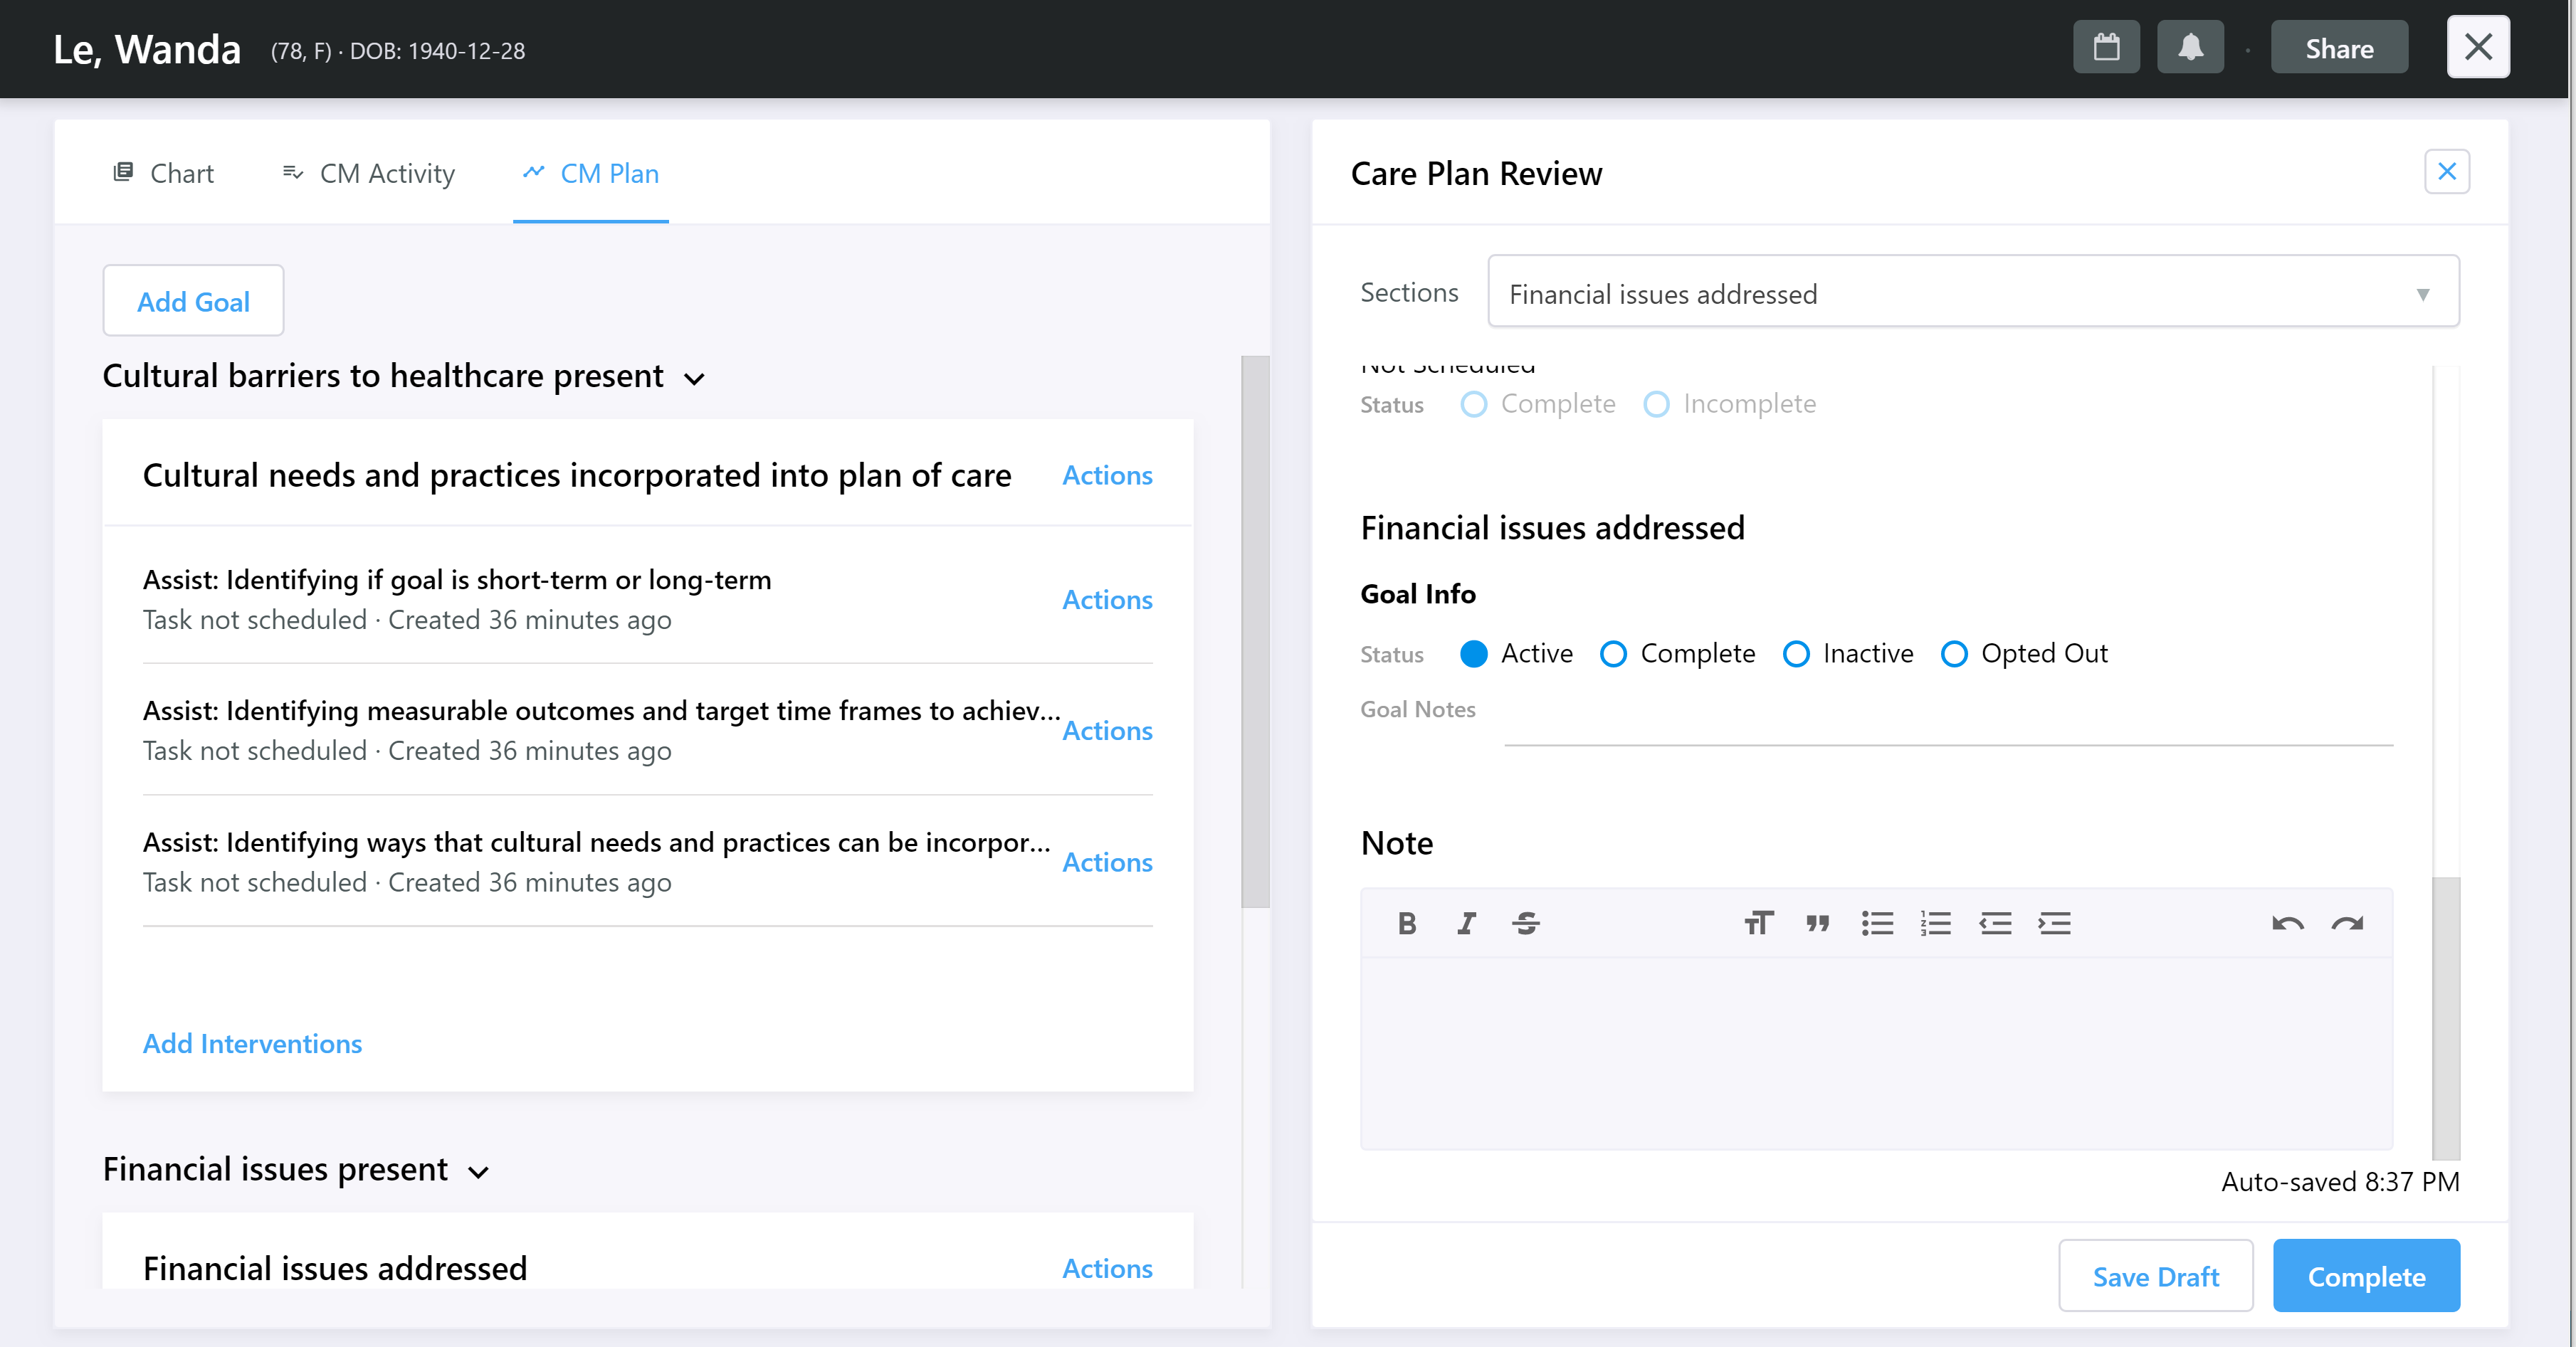 Le, Wanda (78, F) · DOB: 1940-12-28
Share
Chart CM Activity CM Plan
Add Goal
Cultural barriers to healthcare present
Cultural needs and practices incorporated into plan of care Actions
Assist: Identifying if goal is short-term or long-term
Task not scheduled · Created 36 minutes ago
Actions
Assist: Identifying measurable outcomes and target time frames to achiev...
Task not scheduled · Created 36 minutes ago
Actions
Assist: Identifying ways that cultural needs and practices can be incorpor...
Task not scheduled · Created 36 minutes ago
Actions
Add Interventions
Financial issues present
Financial issues addressed Actions
Care Plan Review
Sections Financial issues addressed
Not Scheduled
Status Complete Incomplete
Financial issues addressed
Goal Info
Status Active Complete Inactive Opted Out
Goal Notes
Note
Auto-saved 8:37 PM
Save Draft Complete